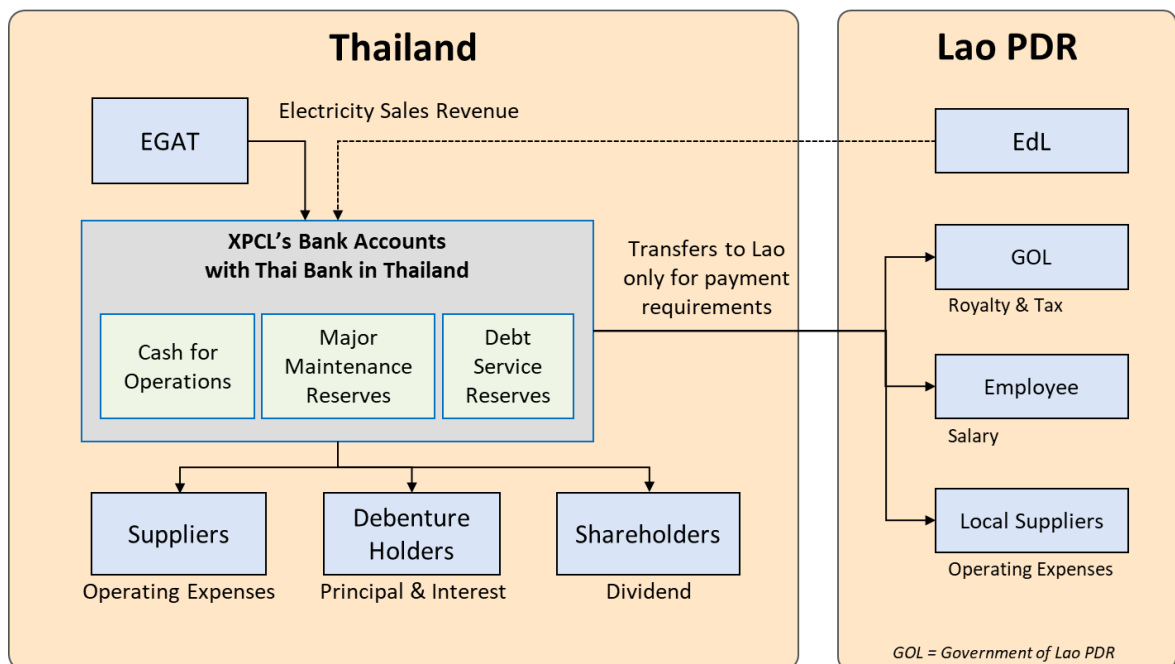 Thailand
Lao PDR
EGAT
Electricity Sales Revenue
EdL
XPCL's Bank Accounts
with Thai Bank in Thailand
Cash for
Operations
Major
Maintenance
Reserves
Debt
Service
Reserves
Transfers to Lao
only for payment
requirements
GOL
Royalty & Tax
Employee
Salary
Local Suppliers
Operating Expenses
Suppliers
Operating Expenses
Debenture
Holders
Principal & Interest
Shareholders
Dividend
GOL = Government of Lao PDR